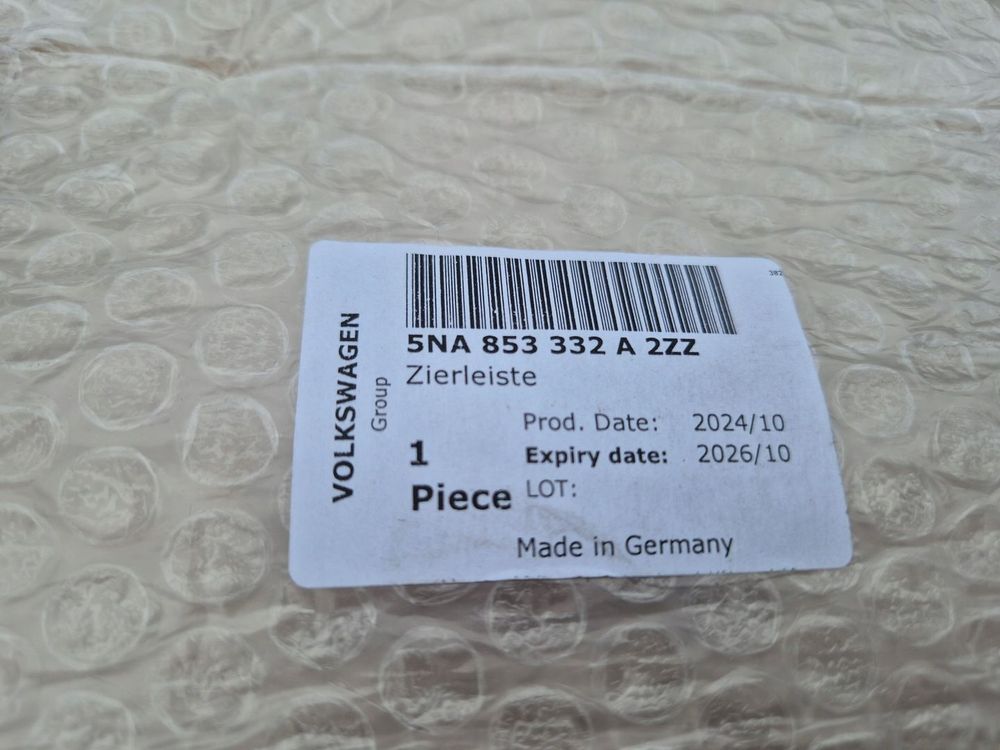 382
5NA 853 332 A 2ZZ
Zierleiste
VOLKSWAGEN
Group
Prod. Date: 2024/10
1 Expiry date: 2026/10
Piece LOT:
Made in Germany